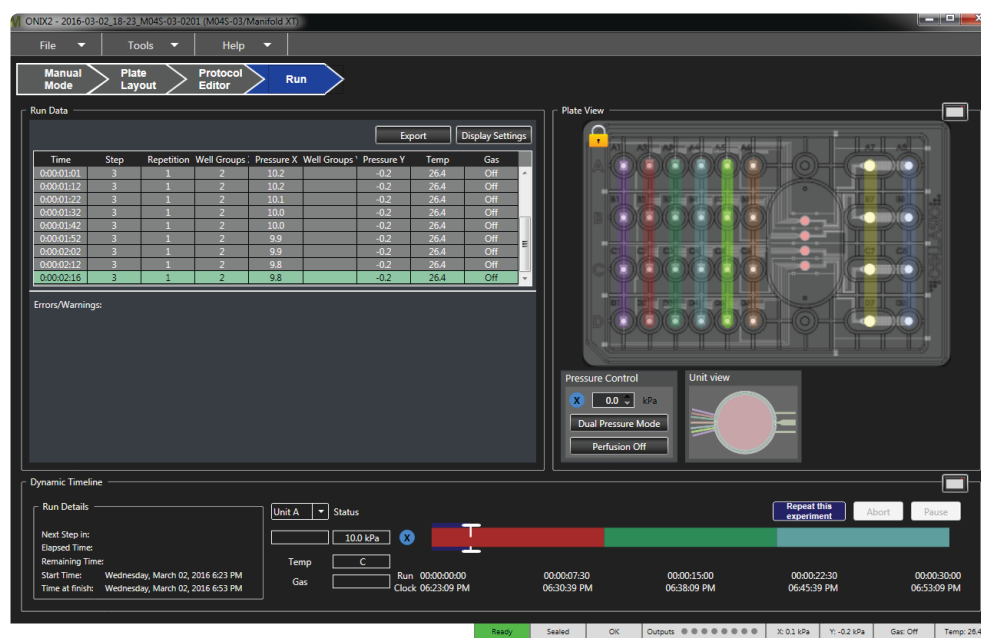 ONIX2 - 2016-03-02_18-23_M04S-03-0201 (M04S-03/Manifold XT)
File Tools Help
Manual Mode Plate Layout Protocol Editor Run
Run Data
Export Display Settings
Time Step Repetition Well Groups Pressure X Well Groups Pressure Y Temp Gas
0:00:01:01 3 1 2 10.2 -0.2 26.4 Off
0:00:01:12 3 1 2 10.2 -0.2 26.4 Off
0:00:01:22 3 1 2 10.1 -0.2 26.4 Off
0:00:01:32 3 1 2 10.0 -0.2 26.4 Off
0:00:01:42 3 1 2 10.0 -0.2 26.4 Off
0:00:01:52 3 1 2 9.9 -0.2 26.4 Off
0:00:02:02 3 1 2 9.9 -0.2 26.4 Off
0:00:02:12 3 1 2 9.8 -0.2 26.4 Off
0:00:02:16 3 1 2 9.8 -0.2 26.4 Off
Errors/Warnings:
Plate View
A
B
C
D
Pressure Control
X 0.0 kPa
Dual Pressure Mode
Perfusion Off
Unit view
Dynamic Timeline
Run Details
Next Step in:
Elapsed Time:
Remaining Time:
Start Time: Wednesday, March 02, 2016 6:23 PM
Time at finish: Wednesday, March 02, 2016 6:53 PM
Unit A Status
10.0 kPa X
Temp C
Gas
Repeat this experiment Abort Pause
Run 00:00:00:00 00:00:07:30 00:00:15:00 00:00:22:30 00:00:30:00
Clock 06:23:09 PM 06:30:39 PM 06:38:09 PM 06:45:39 PM 06:53:09 PM
Ready Sealed OK Outputs X: 0.1 kPa Y: -0.2 kPa Gas: Off Temp: 26.4